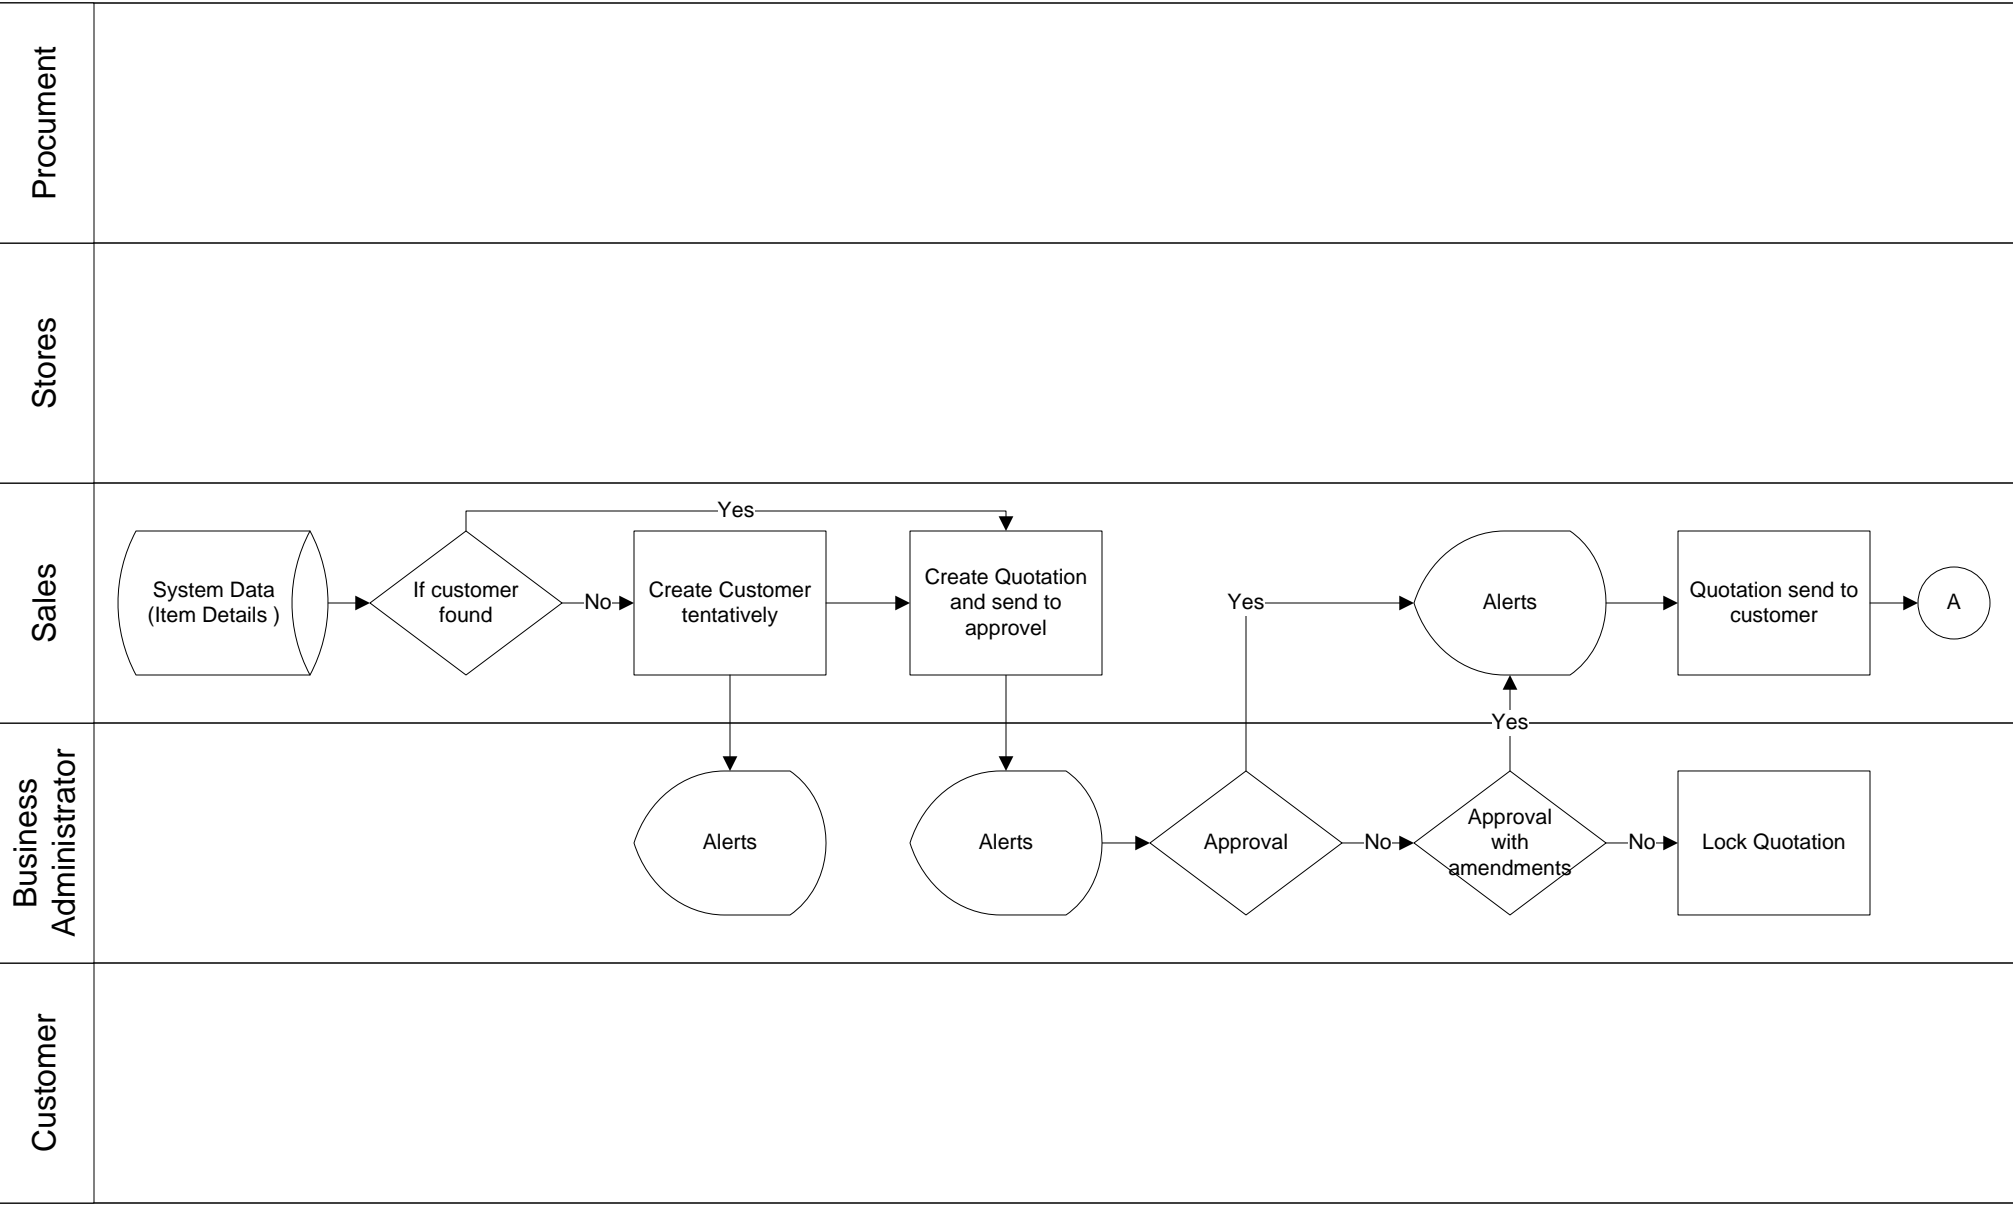 Procument
Stores
Sales
Yes
System Data
(Item Details )
If customer
found
No
Create Customer
tentatively
Create Quotation
and send to
approvel
Yes
Alerts
Quotation send to
customer
A
Yes
Business
Administrator
Alerts
Alerts
Approval
No
Approval
with
amendments
No
Lock Quotation
Customer